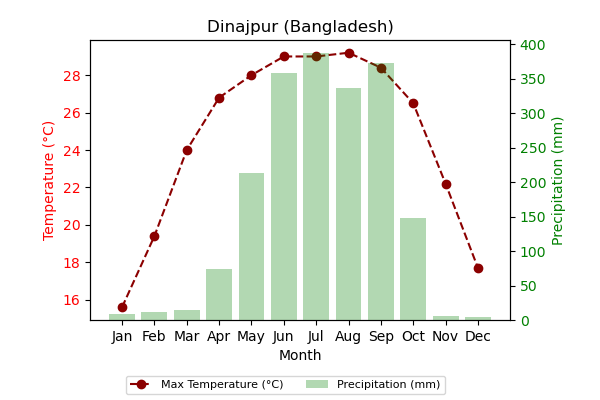 Dinajpur (Bangladesh)
Temperature (°C)
28
26
24
22
20
18
16
400
350
300
250
200
150
100
50
0
Precipitation (mm)
Jan Feb Mar Apr May Jun Jul Aug Sep Oct Nov Dec
Month
Max Temperature (°C) Precipitation (mm)